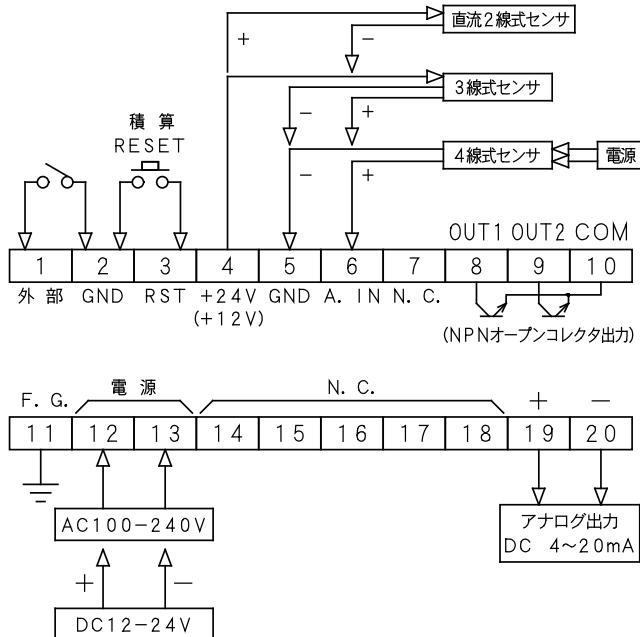 +
−
直流2線式センサ
3線式センサ
−
+
積算
RESET
4線式センサ
電源
−
+
OUT1 OUT2 COM
1 2 3 4 5 6 7 8 9 10
外部 GND RST +24V GND A. IN N. C.
(+12V)
(NPNオープンコレクタ出力)
F. G.
電源
N. C.
+
−
11 12 13 14 15 16 17 18 19 20
AC100−240V
アナログ出力
DC 4〜20mA
+
−
DC12−24V